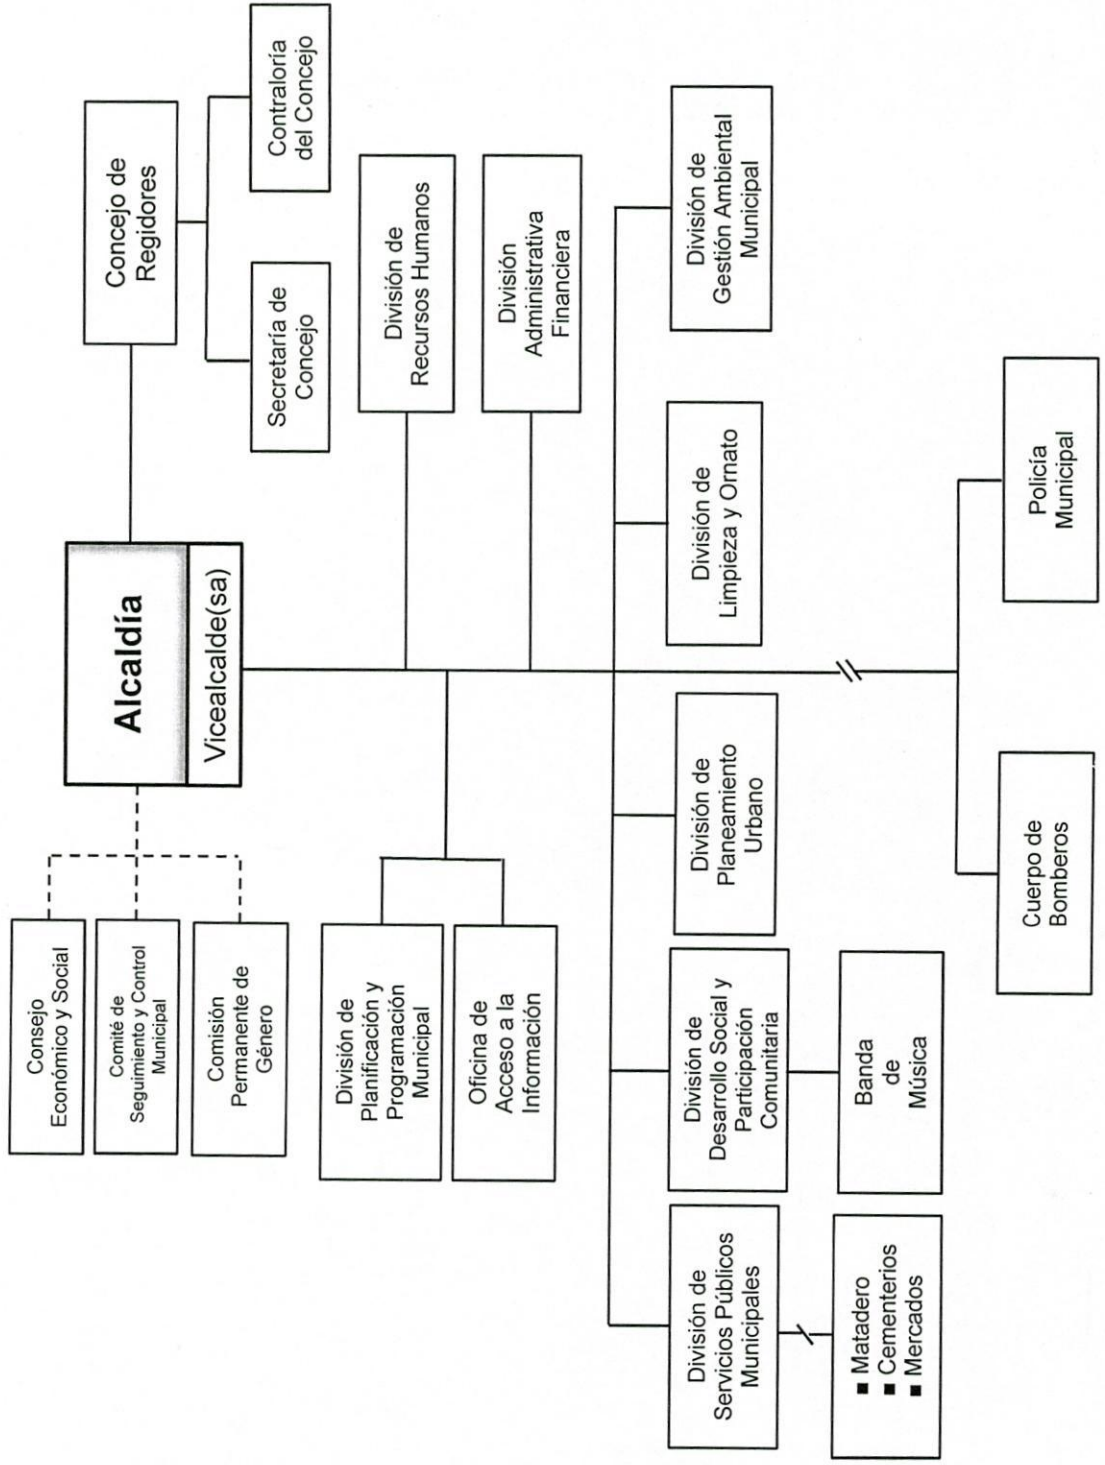 Alcaldía
Vicealcalde(sa)
Concejo de
Regidores
Secretaría de
Concejo
Contraloría
del Concejo
Consejo
Económico y Social
Comité de
Seguimiento y Control
Municipal
Comisión
Permanente de
Género
División de
Recursos Humanos
División de
Planificación y
Programación
Municipal
Oficina de
Acceso a la
Información
División
Administrativa
Financiera
División de
Servicios Públicos
Municipales
División de
Desarrollo Social y
Participación
Comunitaria
División de
Planeamiento
Urbano
División de
Limpieza y Ornato
División de
Gestión Ambiental
Municipal
■ Matadero
■ Cementerios
■ Mercados
Banda
de
Música
Cuerpo de
Bomberos
Policía
Municipal